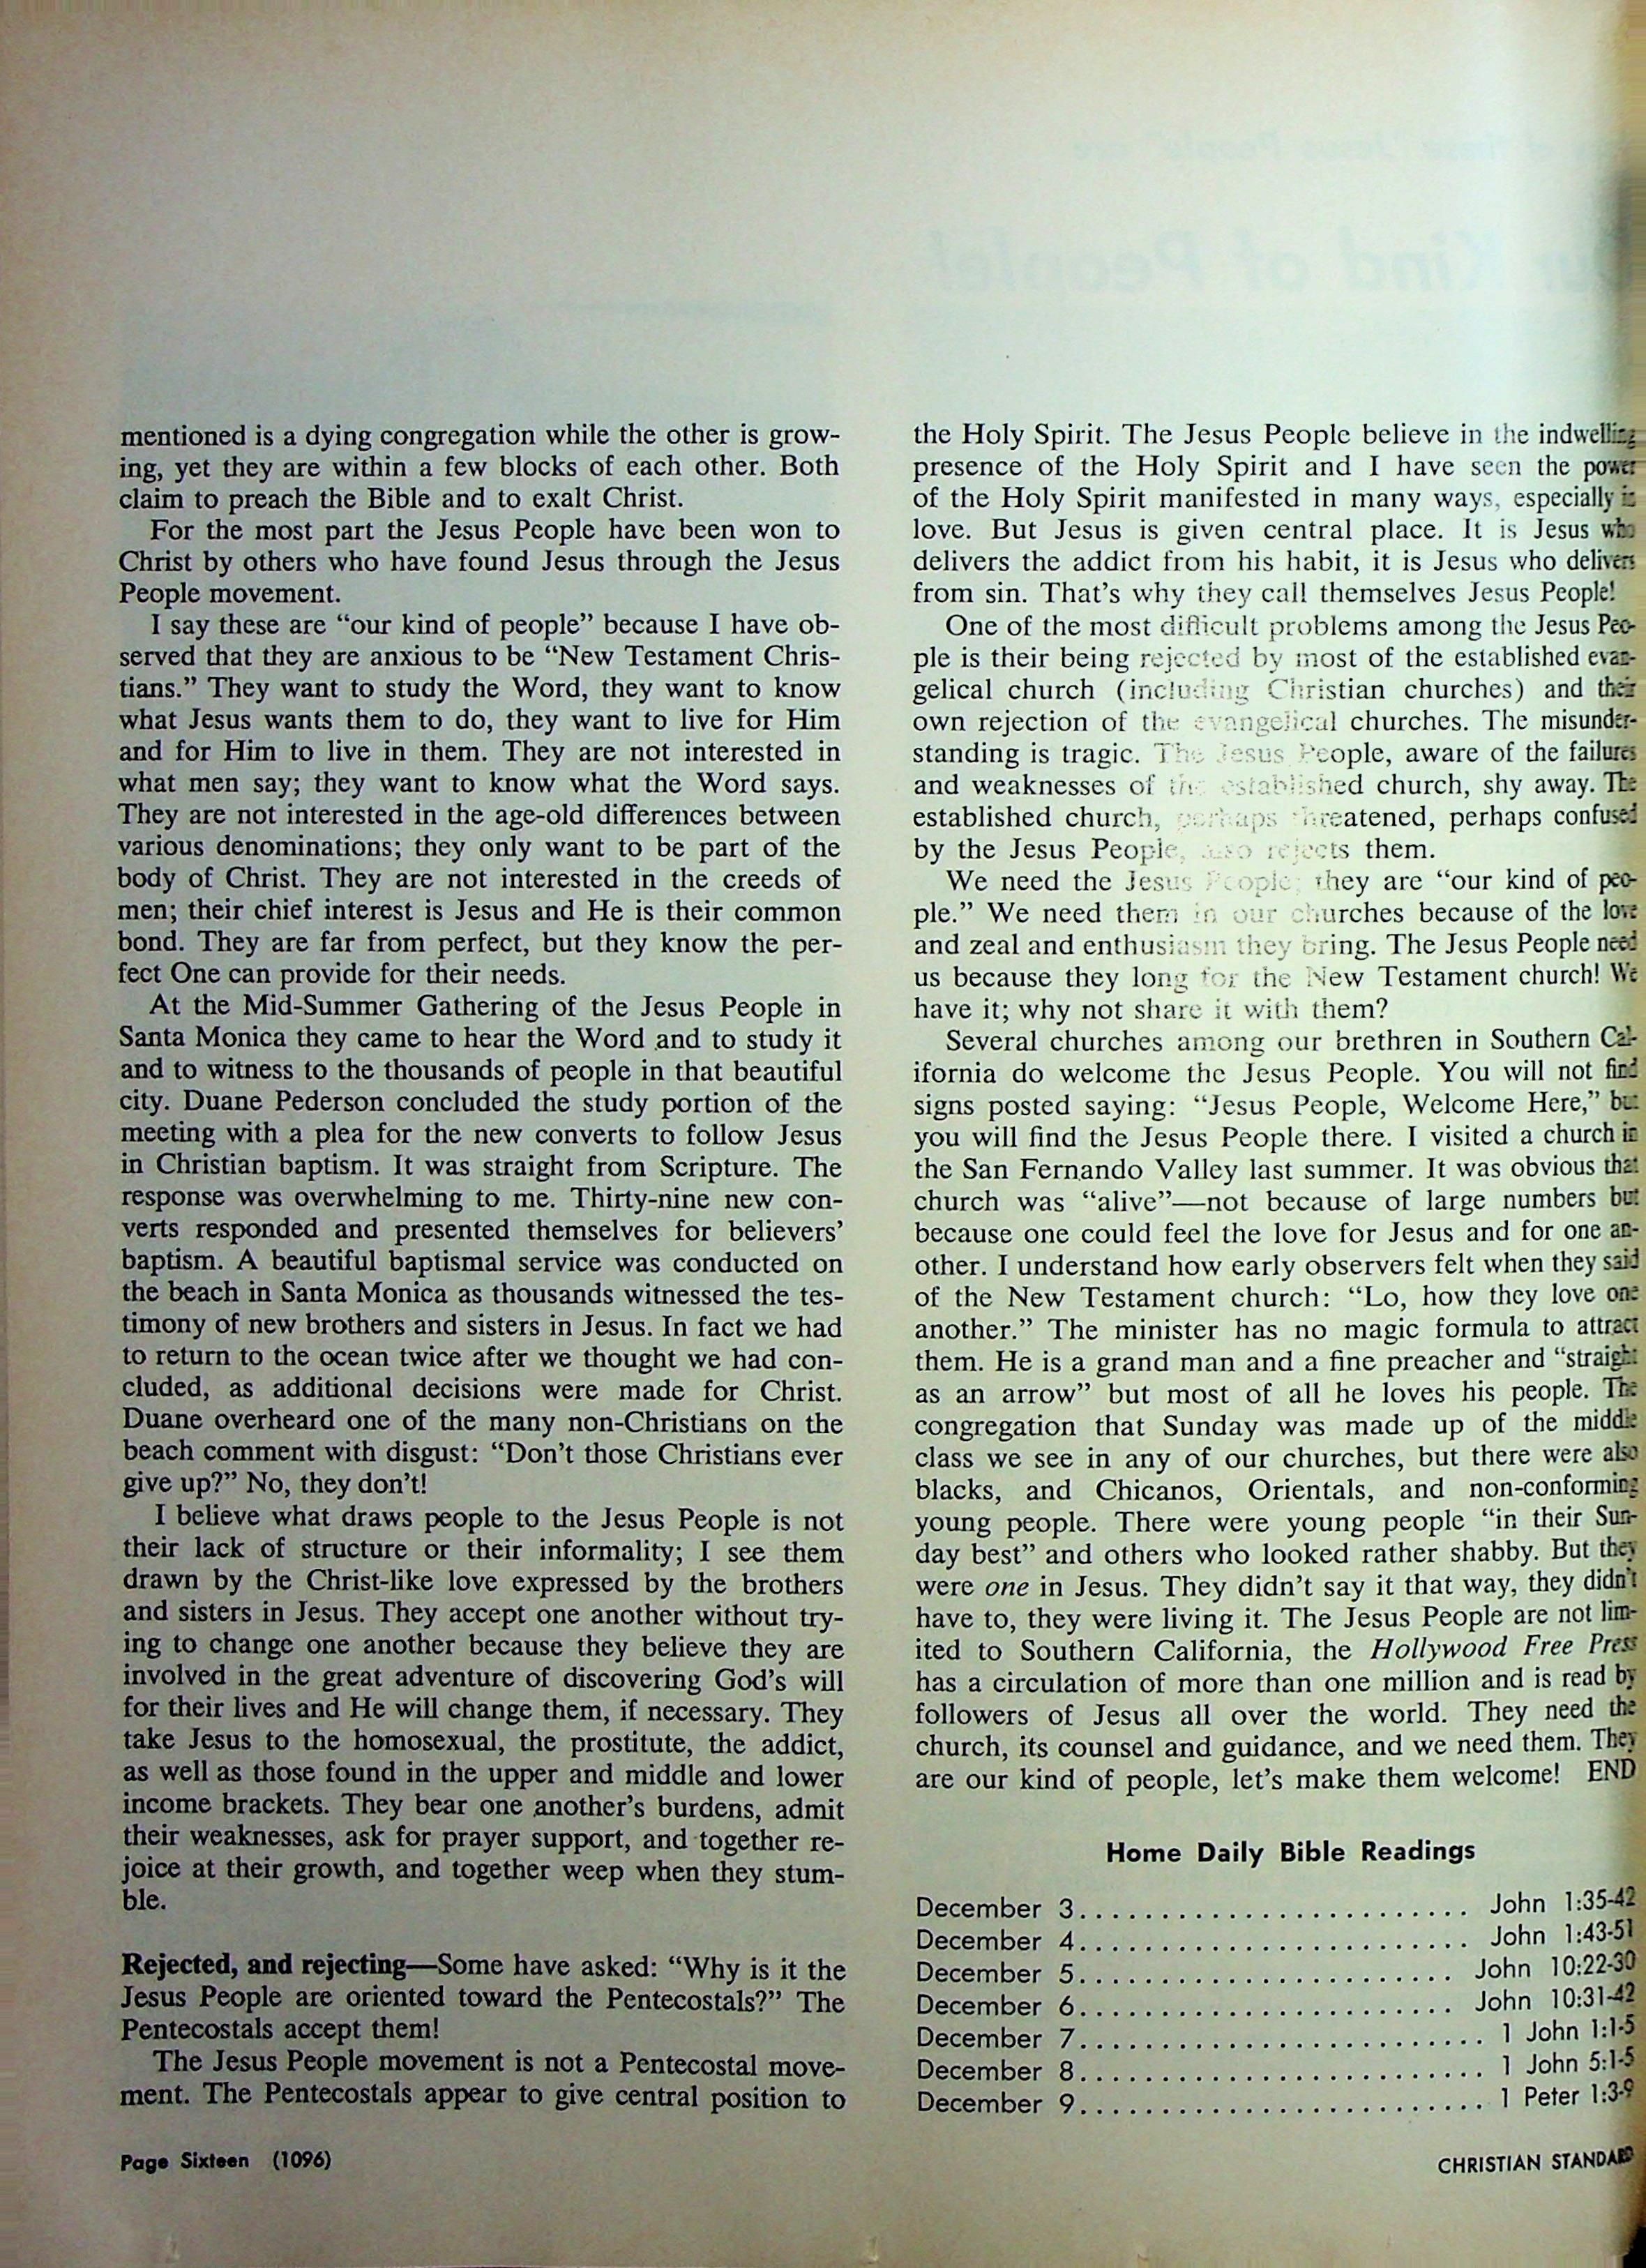 mentioned is a dying congregation while the other is grow-
ing, yet they are within a few blocks of each other. Both
claim to preach the Bible and to exalt Christ.
For the most part the Jesus People have been won to
Christ by others who have found Jesus through the Jesus
People movement.
I say these are “our kind of people” because I have ob-
served that they are anxious to be “New Testament Chris-
tians.” They want to study the Word, they want to know
what Jesus wants them to do, they want to live for Him
and for Him to live in them. They are not interested in
what men say; they want to know what the Word says.
They are not interested in the age-old differences between
various denominations; they only want to be part of the
body of Christ. They are not interested in the creeds of
men; their chief interest is Jesus and He is their common
bond. They are far from perfect, but they know the per-
fect One can provide for their needs.
At the Mid-Summer Gathering of the Jesus People in
Santa Monica they came to hear the Word and to study it
and to witness to the thousands of people in that beautiful
city. Duane Pederson concluded the study portion of the
meeting with a plea for the new converts to follow Jesus
in Christian baptism. It was straight from Scripture. The
response was overwhelming to me. Thirty-nine new con-
verts responded and presented themselves for believers’
baptism. A beautiful baptismal service was conducted on
the beach in Santa Monica as thousands witnessed the tes-
timony of new brothers and sisters in Jesus. In fact we had
to return to the ocean twice after we thought we had con-
cluded, as additional decisions were made for Christ.
Duane overheard one of the many non-Christians on the
beach comment with disgust: “Don’t those Christians ever
give up?” No, they don’t!
I believe what draws people to the Jesus People is not
their lack of structure or their informality; I see them
drawn by the Christ-like love expressed by the brothers
and sisters in Jesus. They accept one another without try-
ing to change one another because they believe they are
involved in the great adventure of discovering God’s will
for their lives and He will change them, if necessary. They
take Jesus to the homosexual, the prostitute, the addict,
as well as those found in the upper and middle and lower
income brackets. They bear one another’s burdens, admit
their weaknesses, ask for prayer support, and together re-
joice at their growth, and together weep when they stum-
ble.
Rejected, and rejecting—Some have asked: “Why is it the
Jesus People are oriented toward the Pentecostals?” The
Pentecostals accept them!
The Jesus People movement is not a Pentecostal move-
ment. The Pentecostals appear to give central position to
the Holy Spirit. The Jesus People believe in the indwelling
presence of the Holy Spirit and I have seen the power
of the Holy Spirit manifested in many ways, especially in
love. But Jesus is given central place. It is Jesus who
delivers the addict from his habit, it is Jesus who delivers
from sin. That’s why they call themselves Jesus People!
One of the most difficult problems among the Jesus Peo-
ple is their being rejected by most of the established evan-
gelical church (including Christian churches) and their
own rejection of the evangelical churches. The misunder-
standing is tragic. The Jesus People, aware of the failures
and weaknesses of the established church, shy away. The
established church, perhaps threatened, perhaps confused
by the Jesus People, also rejects them.
We need the Jesus People; they are “our kind of peo-
ple.” We need them in our churches because of the love
and zeal and enthusiasm they bring. The Jesus People need
us because they long for the New Testament church! We
have it; why not share it with them?
Several churches among our brethren in Southern Cal-
ifornia do welcome the Jesus People. You will not find
signs posted saying: “Jesus People, Welcome Here,” but
you will find the Jesus People there. I visited a church in
the San Fernando Valley last summer. It was obvious that
church was “alive”—not because of large numbers but
because one could feel the love for Jesus and for one an-
other. I understand how early observers felt when they said
of the New Testament church: “Lo, how they love one
another.” The minister has no magic formula to attract
them. He is a grand man and a fine preacher and “straight
as an arrow” but most of all he loves his people. The
congregation that Sunday was made up of the middle
class we see in any of our churches, but there were also
blacks, and Chicanos, Orientals, and non-conforming
young people. There were young people “in their Sun-
day best” and others who looked rather shabby. But they
were one in Jesus. They didn’t say it that way, they didn’t
have to, they were living it. The Jesus People are not lim-
ited to Southern California, the Hollywood Free Press
has a circulation of more than one million and is read by
followers of Jesus all over the world. They need the
church, its counsel and guidance, and we need them. They
are our kind of people, let’s make them welcome! END
Home Daily Bible Readings
December 3........................ John 1:35-42
December 4........................ John 1:43-51
December 5....................... John 10:22-30
December 6....................... John 10:31-42
December 7......................... 1 John 1:1-5
December 8......................... 1 John 5:1-5
December 9......................... 1 Peter 1:3-9
Page Sixteen (1096)
CHRISTIAN STANDARD